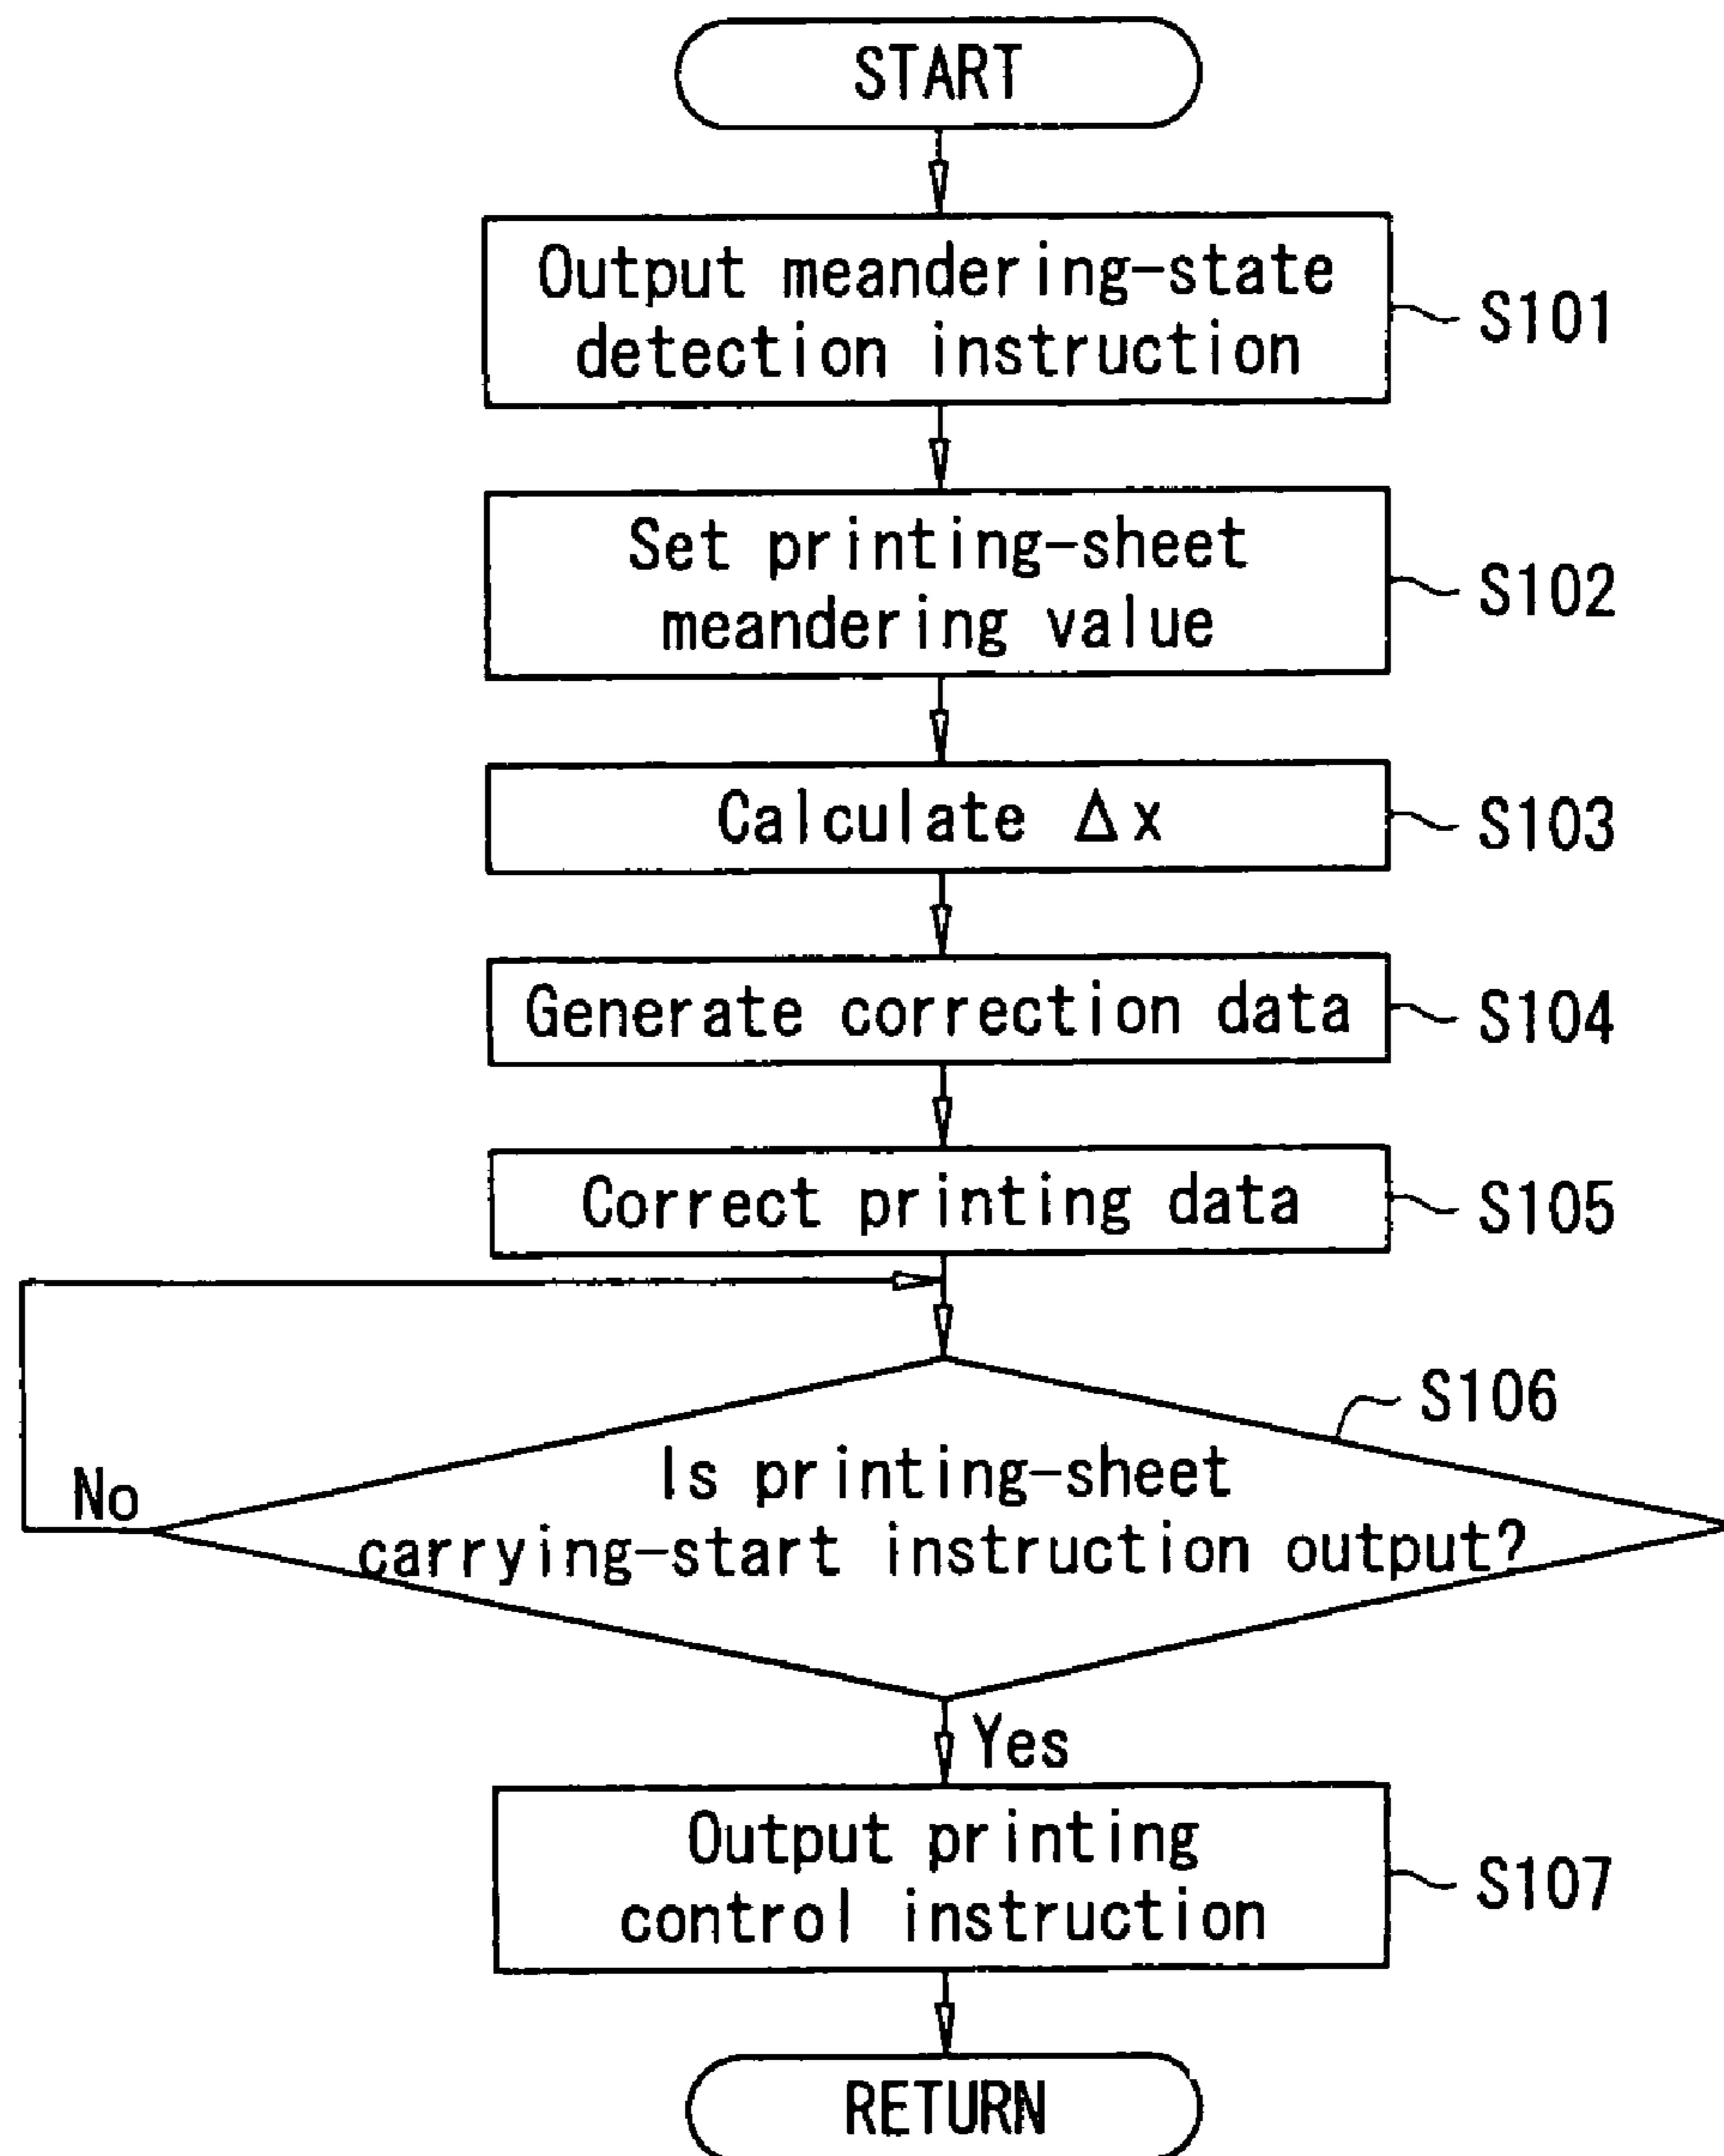 START
Output meandering-state
detection instruction
S101
Set printing-sheet
meandering value
S102
Calculate Δx
S103
Generate correction data
S104
Correct printing data
S105
S106
Is printing-sheet
carrying-start instruction output?
No
Yes
Output printing
control instruction
S107
RETURN